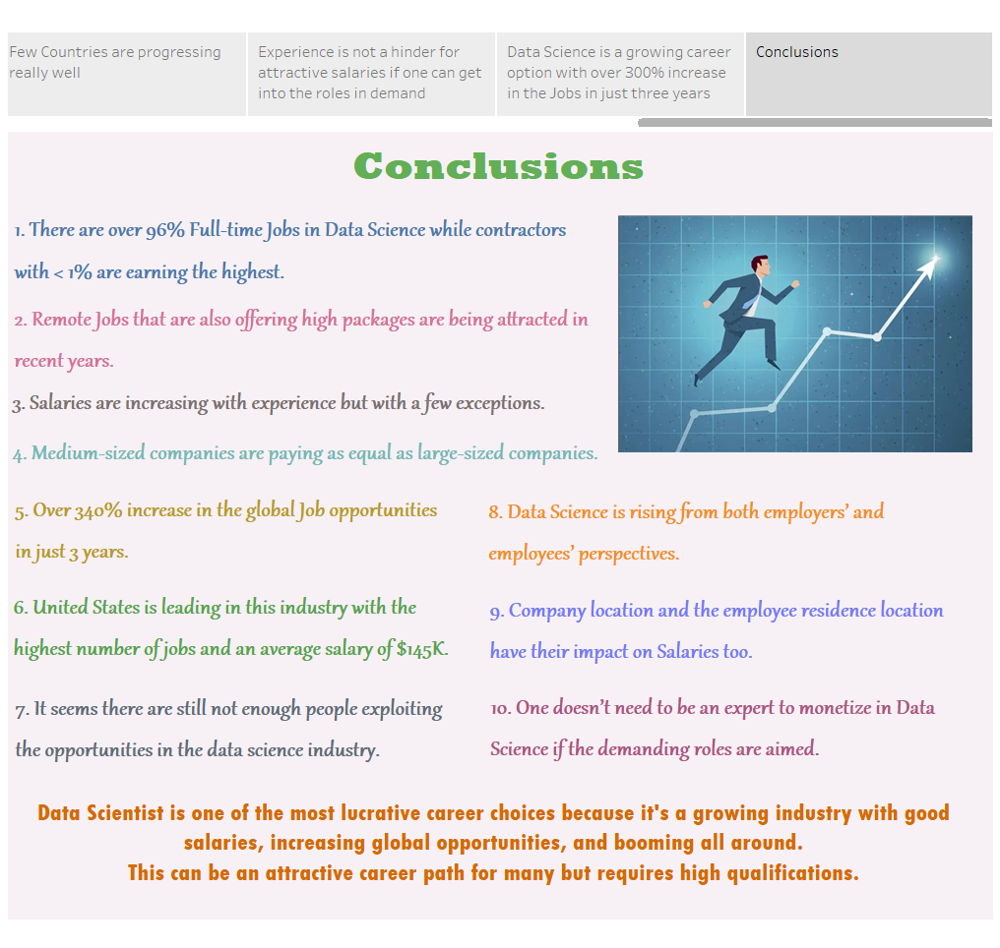 Few Countries are progressing
really well
Experience is not a hinder for
attractive salaries if one can get
into the roles in demand
Data Science is a growing career
option with over 300% increase
in the Jobs in just three years
Conclusions
Conclusions
1. There are over 96% Full-time Jobs in Data Science while contractors
with < 1% are earning the highest.
2. Remote Jobs that are also offering high packages are being attracted in
recent years.
3. Salaries are increasing with experience but with a few exceptions.
4. Medium-sized companies are paying as equal as large-sized companies.
5. Over 340% increase in the global Job opportunities
in just 3 years.
6. United States is leading in this industry with the
highest number of jobs and an average salary of $145K.
7. It seems there are still not enough people exploiting
the opportunities in the data science industry.
8. Data Science is rising from both employers’ and
employees’ perspectives.
9. Company location and the employee residence location
have their impact on Salaries too.
10. One doesn’t need to be an expert to monetize in Data
Science if the demanding roles are aimed.
Data Scientist is one of the most lucrative career choices because it's a growing industry with good
salaries, increasing global opportunities, and booming all around.
This can be an attractive career path for many but requires high qualifications.